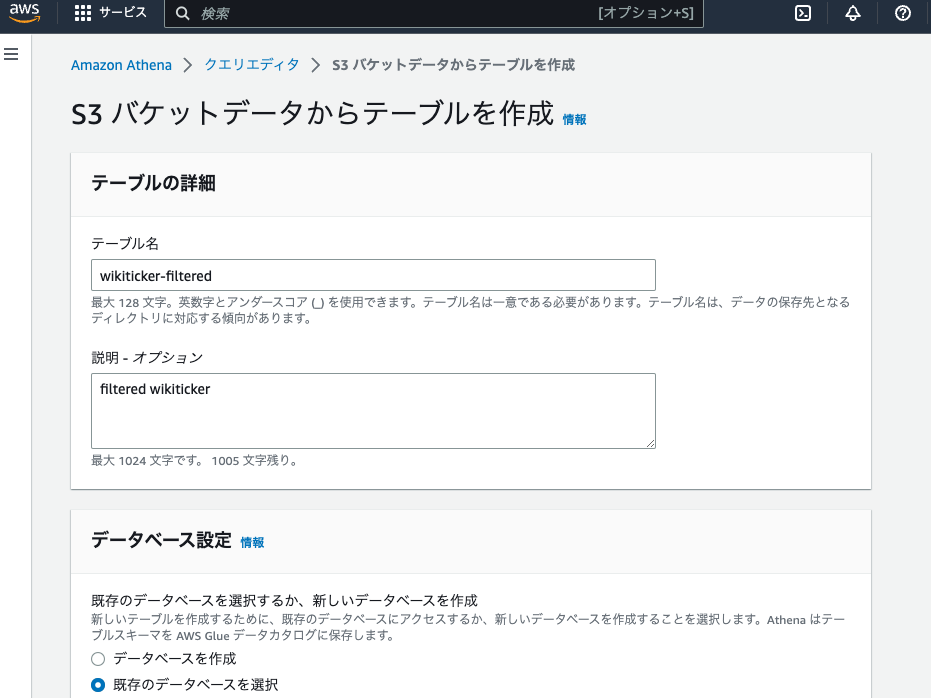 aws
サービス
検索
[オプション+S]
Amazon Athena
クエリエディタ
S3 バケットデータからテーブルを作成
S3 バケットデータからテーブルを作成 情報
テーブルの詳細
テーブル名
wikiticker-filtered
最大 128 文字。英数字とアンダースコア (_) を使用できます。テーブル名は一意である必要があります。テーブル名は、データの保存先となる
ディレクトリに対応する傾向があります。
説明 - オプション
filtered wikiticker
最大 1024 文字です。 1005 文字残り。
データベース設定 情報
既存のデータベースを選択するか、新しいデータベースを作成
新しいテーブルを作成するために、既存のデータベースにアクセスするか、新しいデータベースを作成することを選択します。Athena はテー
ブルスキーマを AWS Glue データカタログに保存します。
データベースを作成
既存のデータベースを選択